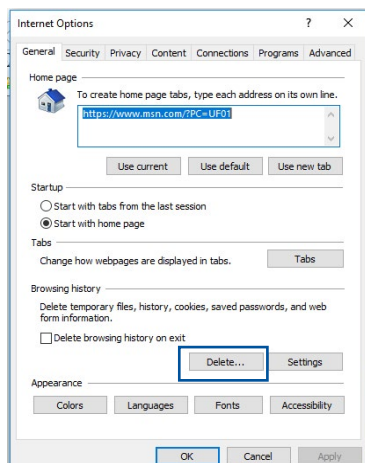 Internet Options
? X
General Security Privacy Content Connections Programs Advanced
Home page
To create home page tabs, type each address on its own line.
https://www.msn.com/?PC=UF01
Use current Use default Use new tab
Startup
Start with tabs from the last session
Start with home page
Tabs
Change how webpages are displayed in tabs. Tabs
Browsing history
Delete temporary files, history, cookies, saved passwords, and web
form information.
Delete browsing history on exit
Delete... Settings
Appearance
Colors Languages Fonts Accessibility
OK Cancel Apply